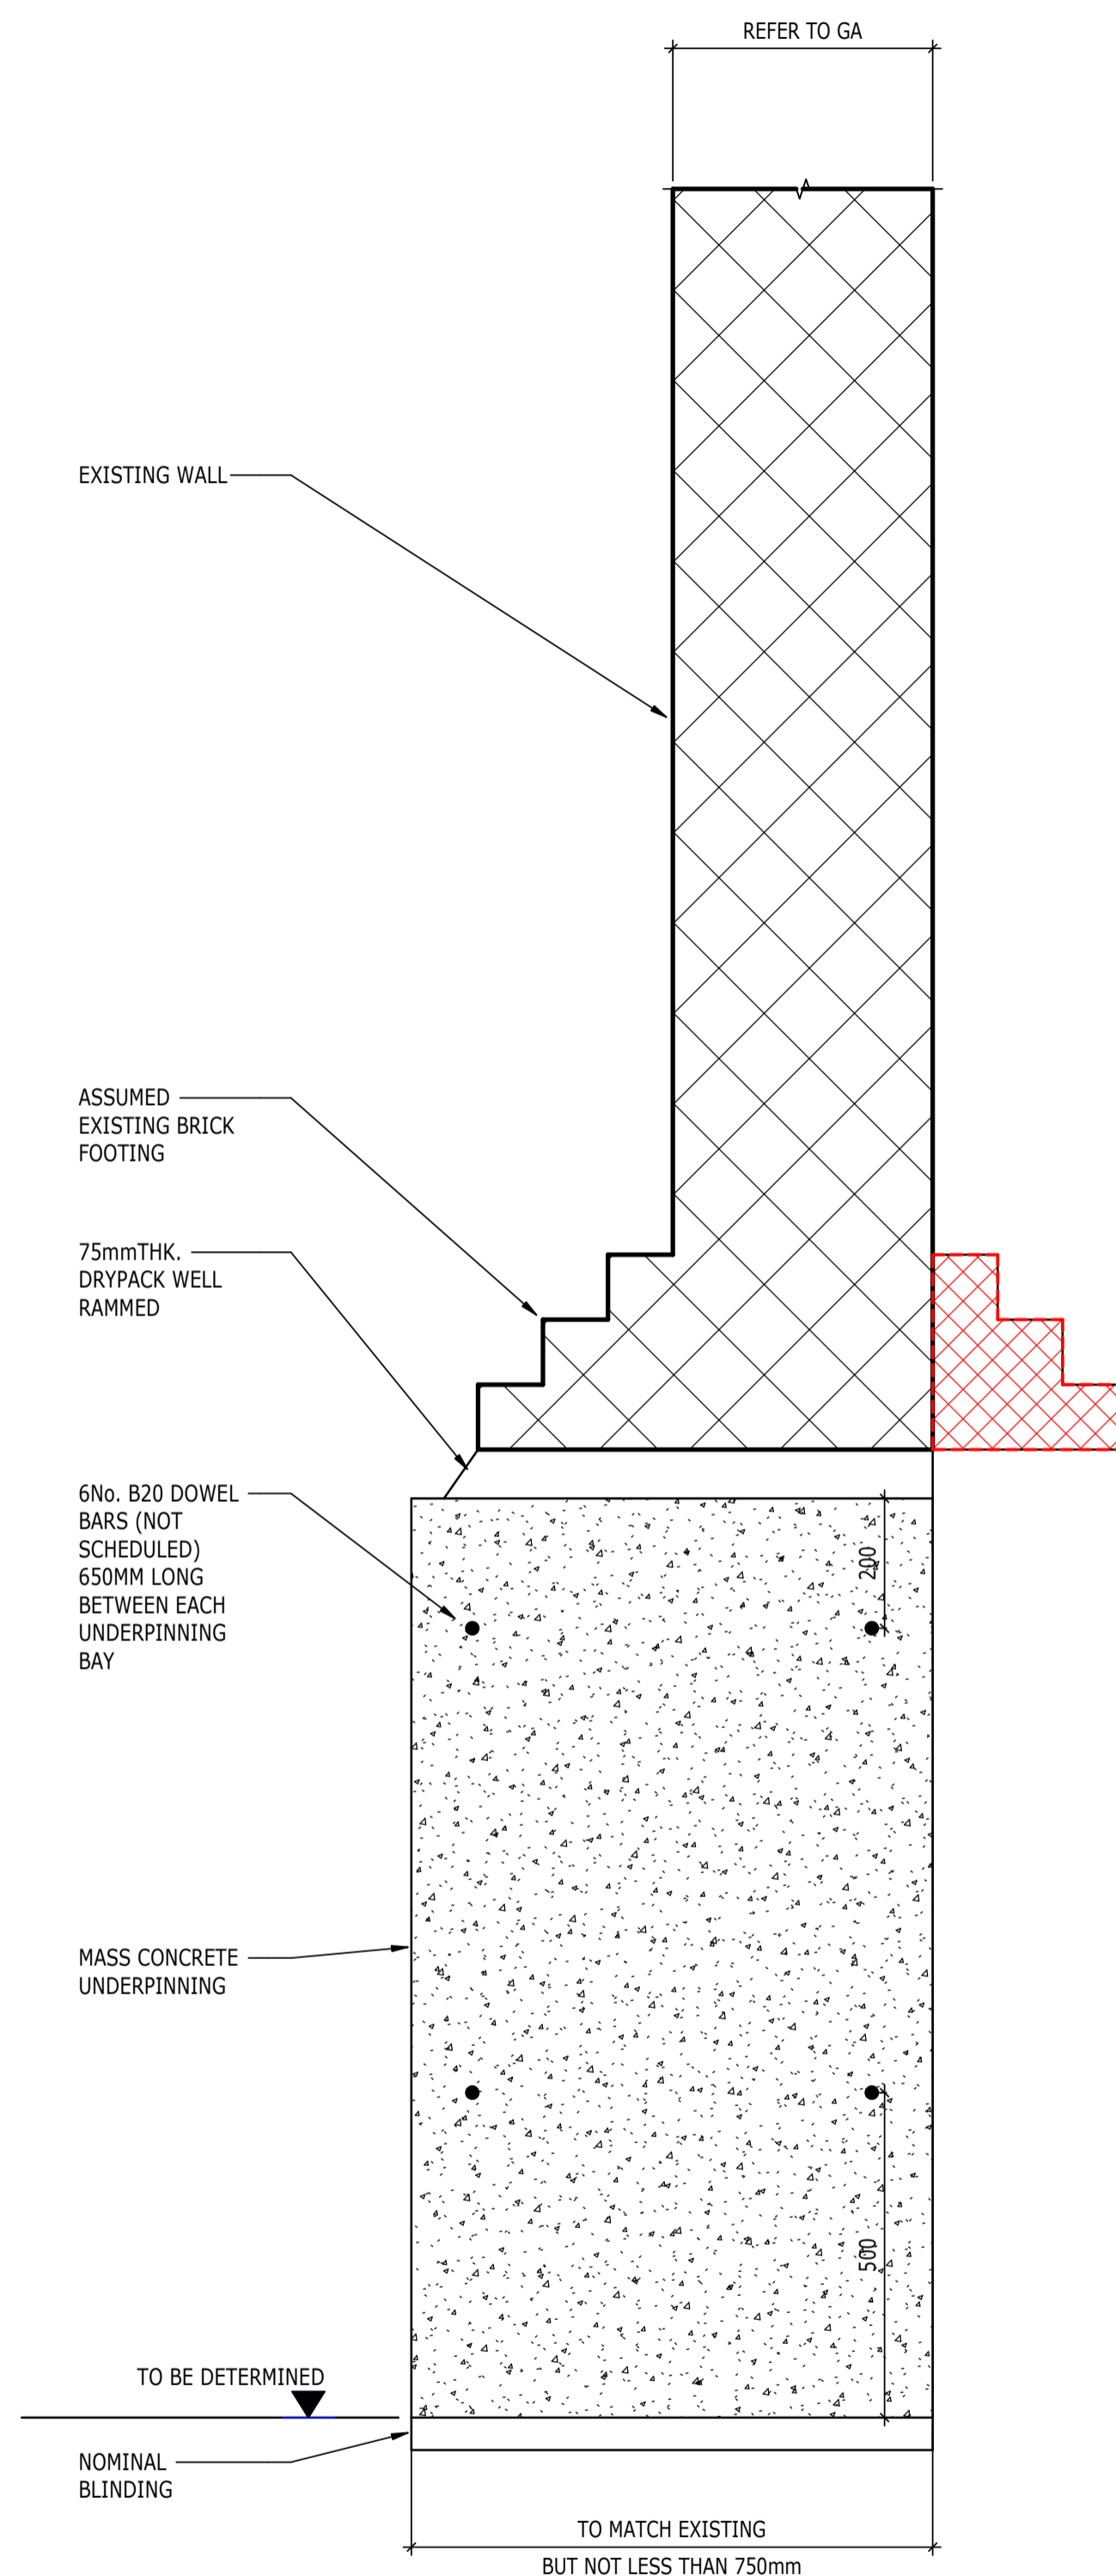 REFER TO GA
EXISTING WALL
ASSUMED
EXISTING BRICK
FOOTING
75mmTHK.
DRYPACK WELL
RAMMED
6No. B20 DOWEL
BARS (NOT
SCHEDULED)
650MM LONG
BETWEEN EACH
UNDERPINNING
BAY
200
MASS CONCRETE
UNDERPINNING
500
TO BE DETERMINED
NOMINAL
BLINDING
TO MATCH EXISTING
BUT NOT LESS THAN 750mm